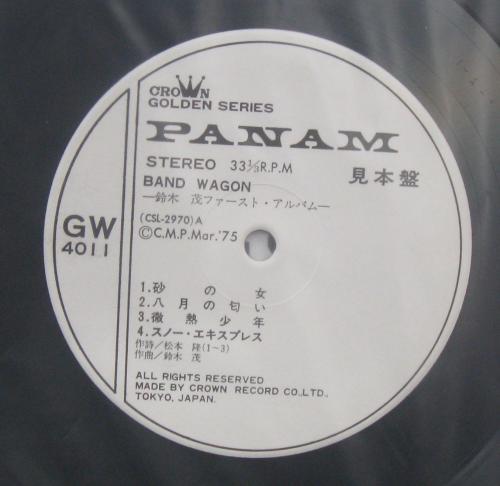 CROWN
GOLDEN SERIES
PANAM
STEREO 33⅓R.P.M
見本盤
BAND WAGON
—鈴木 茂ファースト・アルバム—
(CSL-2970)A
ⒸC.M.P.Mar.'75
GW
4011
1.砂の女
2.八月の匂い
3.微熱少年
4.スノー・エキスプレス
作詩/松本 隆(1~3)
作曲/鈴木 茂
ALL RIGHTS RESERVED
MADE BY CROWN RECORD CO.,LTD.,
TOKYO, JAPAN.